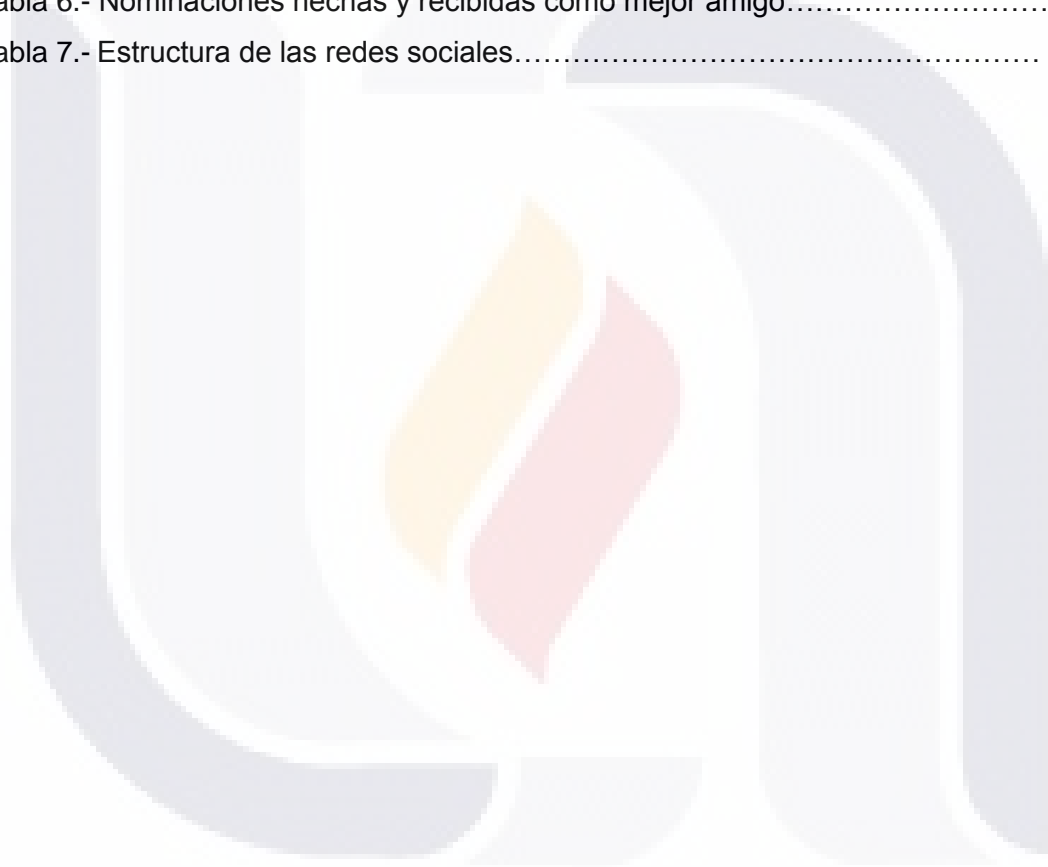 abla 6.- Nominaciones hechas y recibidas como mejor amigo…………………………
abla 7.- Estructura de las redes sociales……………………………………………………